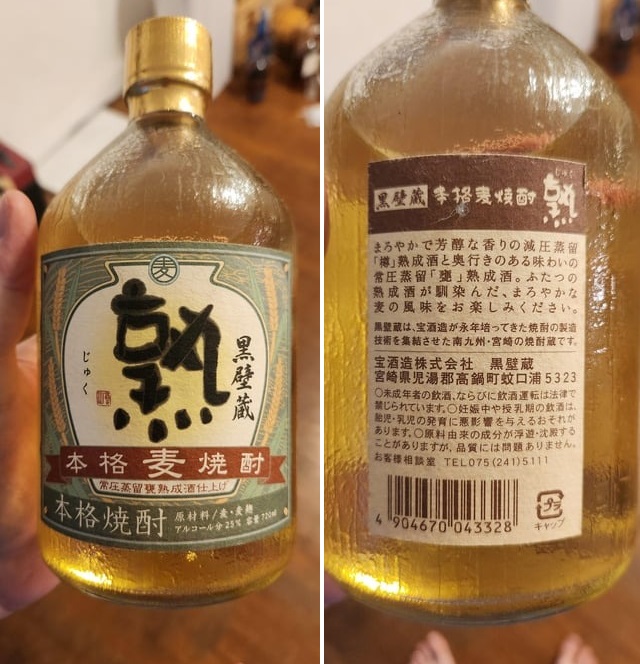 麦
熟
じゅく
黒壁蔵
本格麦焼酎
常圧蒸留甕熟成酒仕上げ
本格焼酎
原材料/麦・麦麹
アルコール分25% 容量720ml
黒壁蔵 本格麦焼酎 熟
じゅく
まろやかで芳醇な香りの減圧蒸留
「樽」熟成酒と奥行きのある味わいの
常圧蒸留「甕」熟成酒。ふたつの
熟成酒が馴染んだ、まろやかな
麦の風味をお楽しみください。
黒壁蔵は、宝酒造が永年培ってきた焼酎の製造
技術を集結させた南九州・宮崎の焼酎蔵です。
宝酒造株式会社 黒壁蔵
宮崎県児湯郡高鍋町蚊口浦5323
○未成年者の飲酒、ならびに飲酒運転は法律で
禁じられています。○妊娠中や授乳期の飲酒は、
胎児・乳児の発育に悪影響を与えるおそれが
あります。○原料由来の成分が浮遊・沈殿する
ことがありますが、品質には問題ありません。
お客様相談室 TEL075(241)5111
4 904670 043328
プラ
キャップ